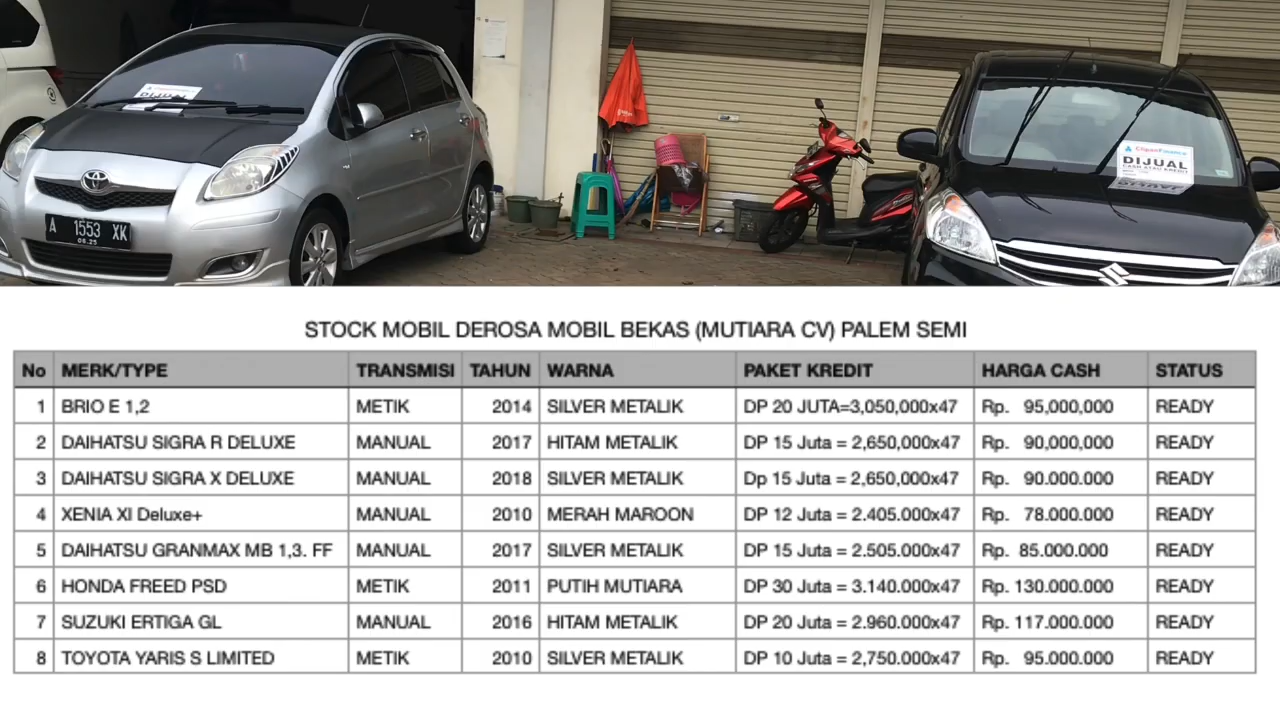 DIJUAL
A 1553 XK
06.25
ClipanFinance
DIJUAL
CASH ATAU KREDIT
STOCK MOBIL DEROSA MOBIL BEKAS (MUTIARA CV) PALEM SEMI
No MERK/TYPE TRANSMISI TAHUN WARNA PAKET KREDIT HARGA CASH STATUS
1 BRIO E 1,2 METIK 2014 SILVER METALIK DP 20 JUTA=3,050,000x47 Rp. 95,000,000 READY
2 DAIHATSU SIGRA R DELUXE MANUAL 2017 HITAM METALIK DP 15 Juta = 2,650,000x47 Rp. 90,000,000 READY
3 DAIHATSU SIGRA X DELUXE MANUAL 2018 SILVER METALIK Dp 15 Juta = 2,650,000x47 Rp. 90.000.000 READY
4 XENIA XI Deluxe+ MANUAL 2010 MERAH MAROON DP 12 Juta = 2.405.000x47 Rp. 78.000.000 READY
5 DAIHATSU GRANMAX MB 1,3. FF MANUAL 2017 SILVER METALIK DP 15 Juta = 2.505.000x47 Rp. 85.000.000 READY
6 HONDA FREED PSD METIK 2011 PUTIH MUTIARA DP 30 Juta = 3.140.000x47 Rp. 130.000.000 READY
7 SUZUKI ERTIGA GL MANUAL 2016 HITAM METALIK DP 20 Juta = 2.960.000x47 Rp. 117.000.000 READY
8 TOYOTA YARIS S LIMITED METIK 2010 SILVER METALIK DP 10 Juta = 2,750.000x47 Rp. 95.000.000 READY